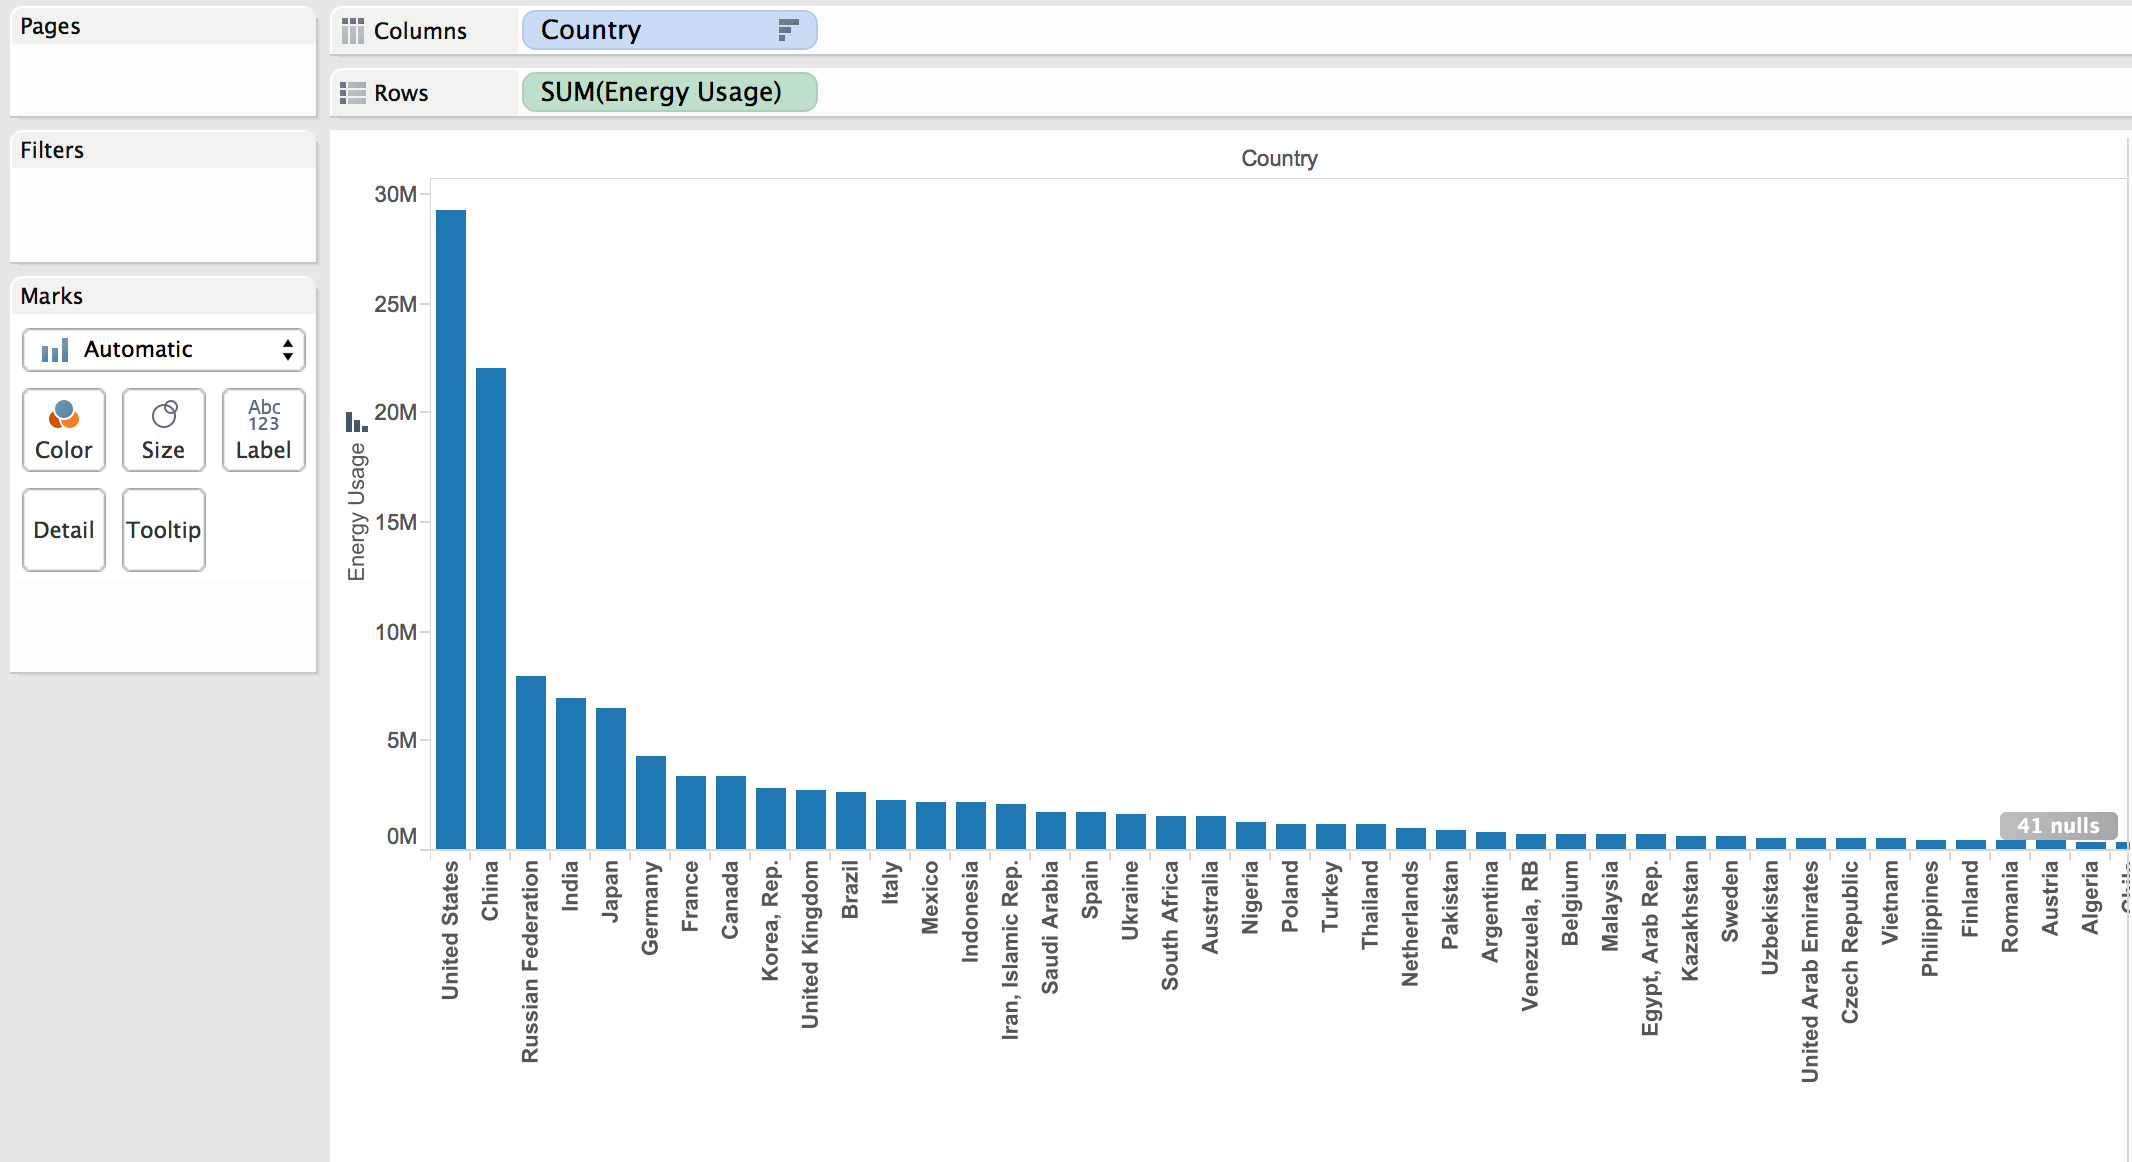 Pages
Columns
Country
Rows
SUM(Energy Usage)
Filters
Marks
Automatic
Color
Size
Abc
123
Label
Detail
Tooltip
Country
Energy Usage
30M
25M
20M
15M
10M
5M
0M
41 nulls
United States
China
Russian Federation
India
Japan
Germany
France
Canada
Korea, Rep.
United Kingdom
Brazil
Italy
Mexico
Indonesia
Iran, Islamic Rep.
Saudi Arabia
Spain
Ukraine
South Africa
Australia
Nigeria
Poland
Turkey
Thailand
Netherlands
Pakistan
Argentina
Venezuela, RB
Belgium
Malaysia
Egypt, Arab Rep.
Kazakhstan
Sweden
Uzbekistan
United Arab Emirates
Czech Republic
Vietnam
Philippines
Finland
Romania
Austria
Algeria